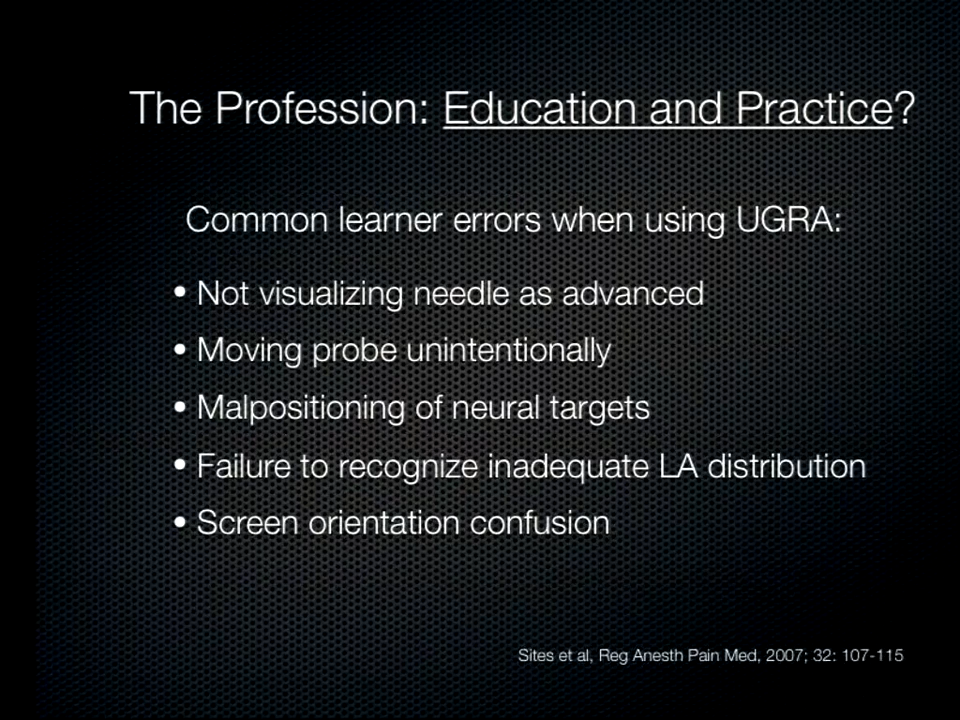 The Profession: Education and Practice?
Common learner errors when using UGRA:
• Not visualizing needle as advanced
• Moving probe unintentionally
• Malpositioning of neural targets
• Failure to recognize inadequate LA distribution
• Screen orientation confusion
Sites et al, Reg Anesth Pain Med, 2007; 32: 107-115